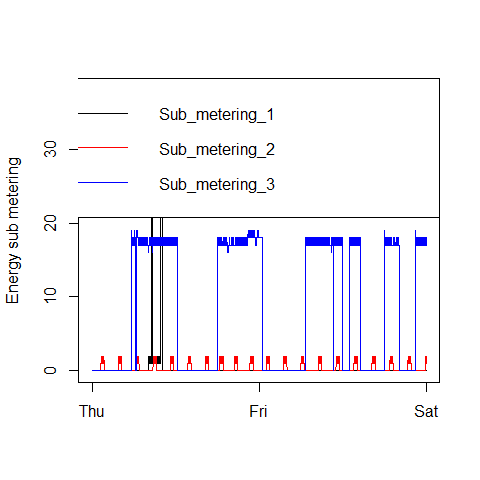 Sub_metering_1
Sub_metering_2
Sub_metering_3
Energy sub metering
30
20
10
0
Thu
Fri
Sat